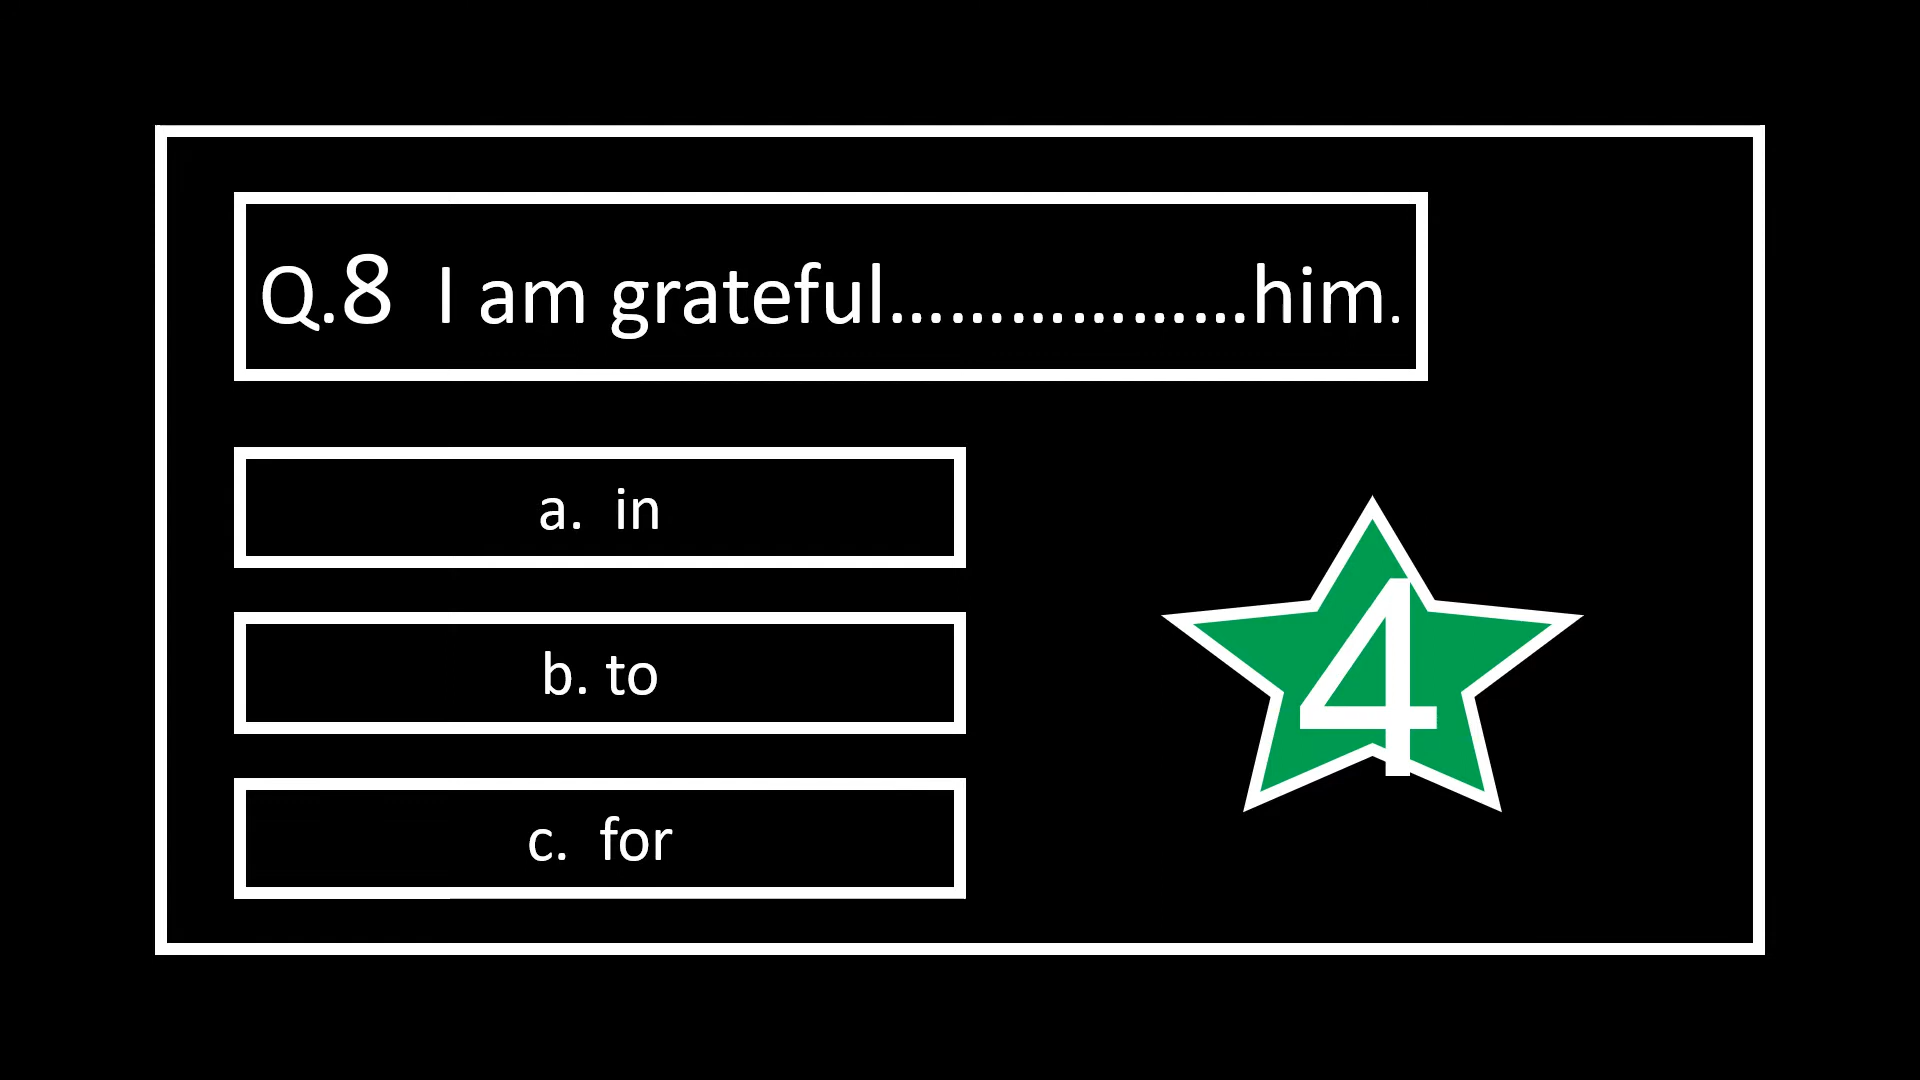 Q.8 I am grateful..................him.
a. in
b. to
c. for
4